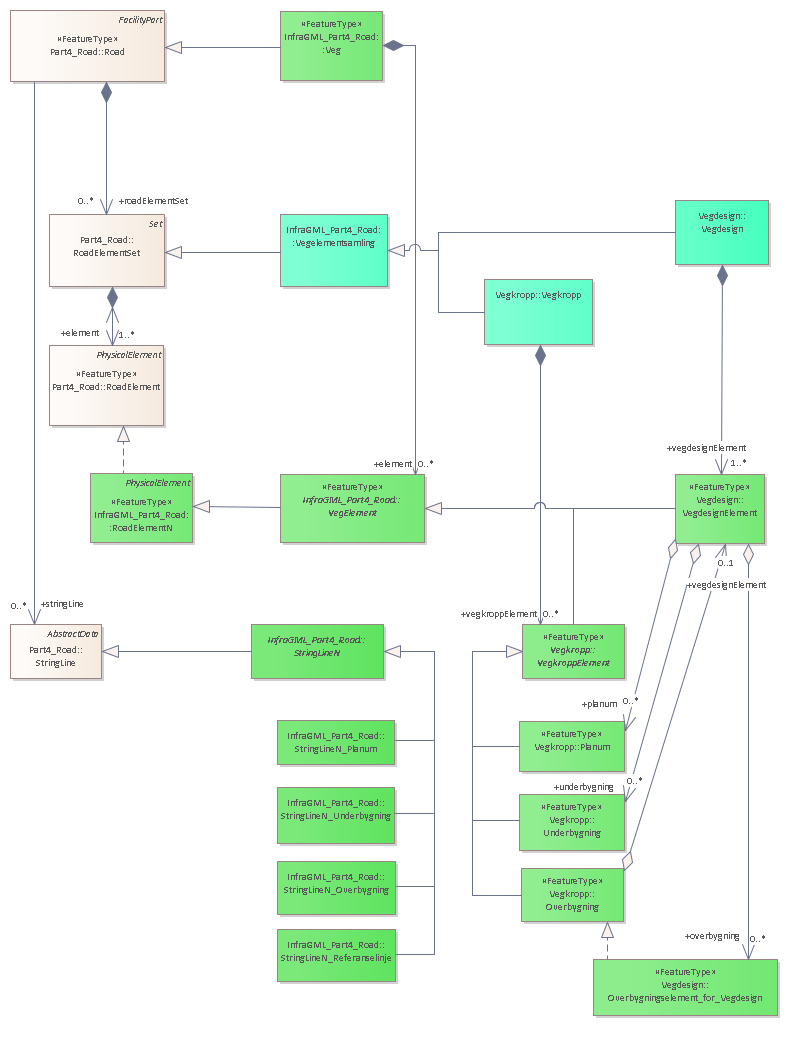 FacilityPart
«FeatureType»
Part4_Road::Road
«FeatureType»
InfraGML_Part4_Road:
:Veg
0..*
+roadElementSet
Set
Part4_Road::
RoadElementSet
InfraGML_Part4_Road:
:Vegelementsamling
Vegdesign::
Vegdesign
Vegkropp::Vegkropp
+element
1..*
PhysicalElement
«FeatureType»
Part4_Road::RoadElement
+vegdesignElement
1..*
+element
0..*
PhysicalElement
«FeatureType»
InfraGML_Part4_Road:
:RoadElementN
«FeatureType»
InfraGML_Part4_Road::
VegElement
«FeatureType»
Vegdesign::
VegdesignElement
0..1
+vegdesignElement
0..*
+stringLine
+vegkroppElement
0..*
AbstractData
Part4_Road::
StringLine
InfraGML_Part4_Road::
StringLineN
«FeatureType»
Vegkropp::
VegkroppElement
+planum
0..*
InfraGML_Part4_Road::
StringLineN_Planum
«FeatureType»
Vegkropp::Planum
+underbygning
0..*
InfraGML_Part4_Road::
StringLineN_Underbygning
«FeatureType»
Vegkropp::
Underbygning
InfraGML_Part4_Road::
StringLineN_Overbygning
«FeatureType»
Vegkropp::
Overbygning
InfraGML_Part4_Road::
StringLineN_Referanselinje
+overbygning
0..*
«FeatureType»
Vegdesign::
Overbygningselement_for_Vegdesign